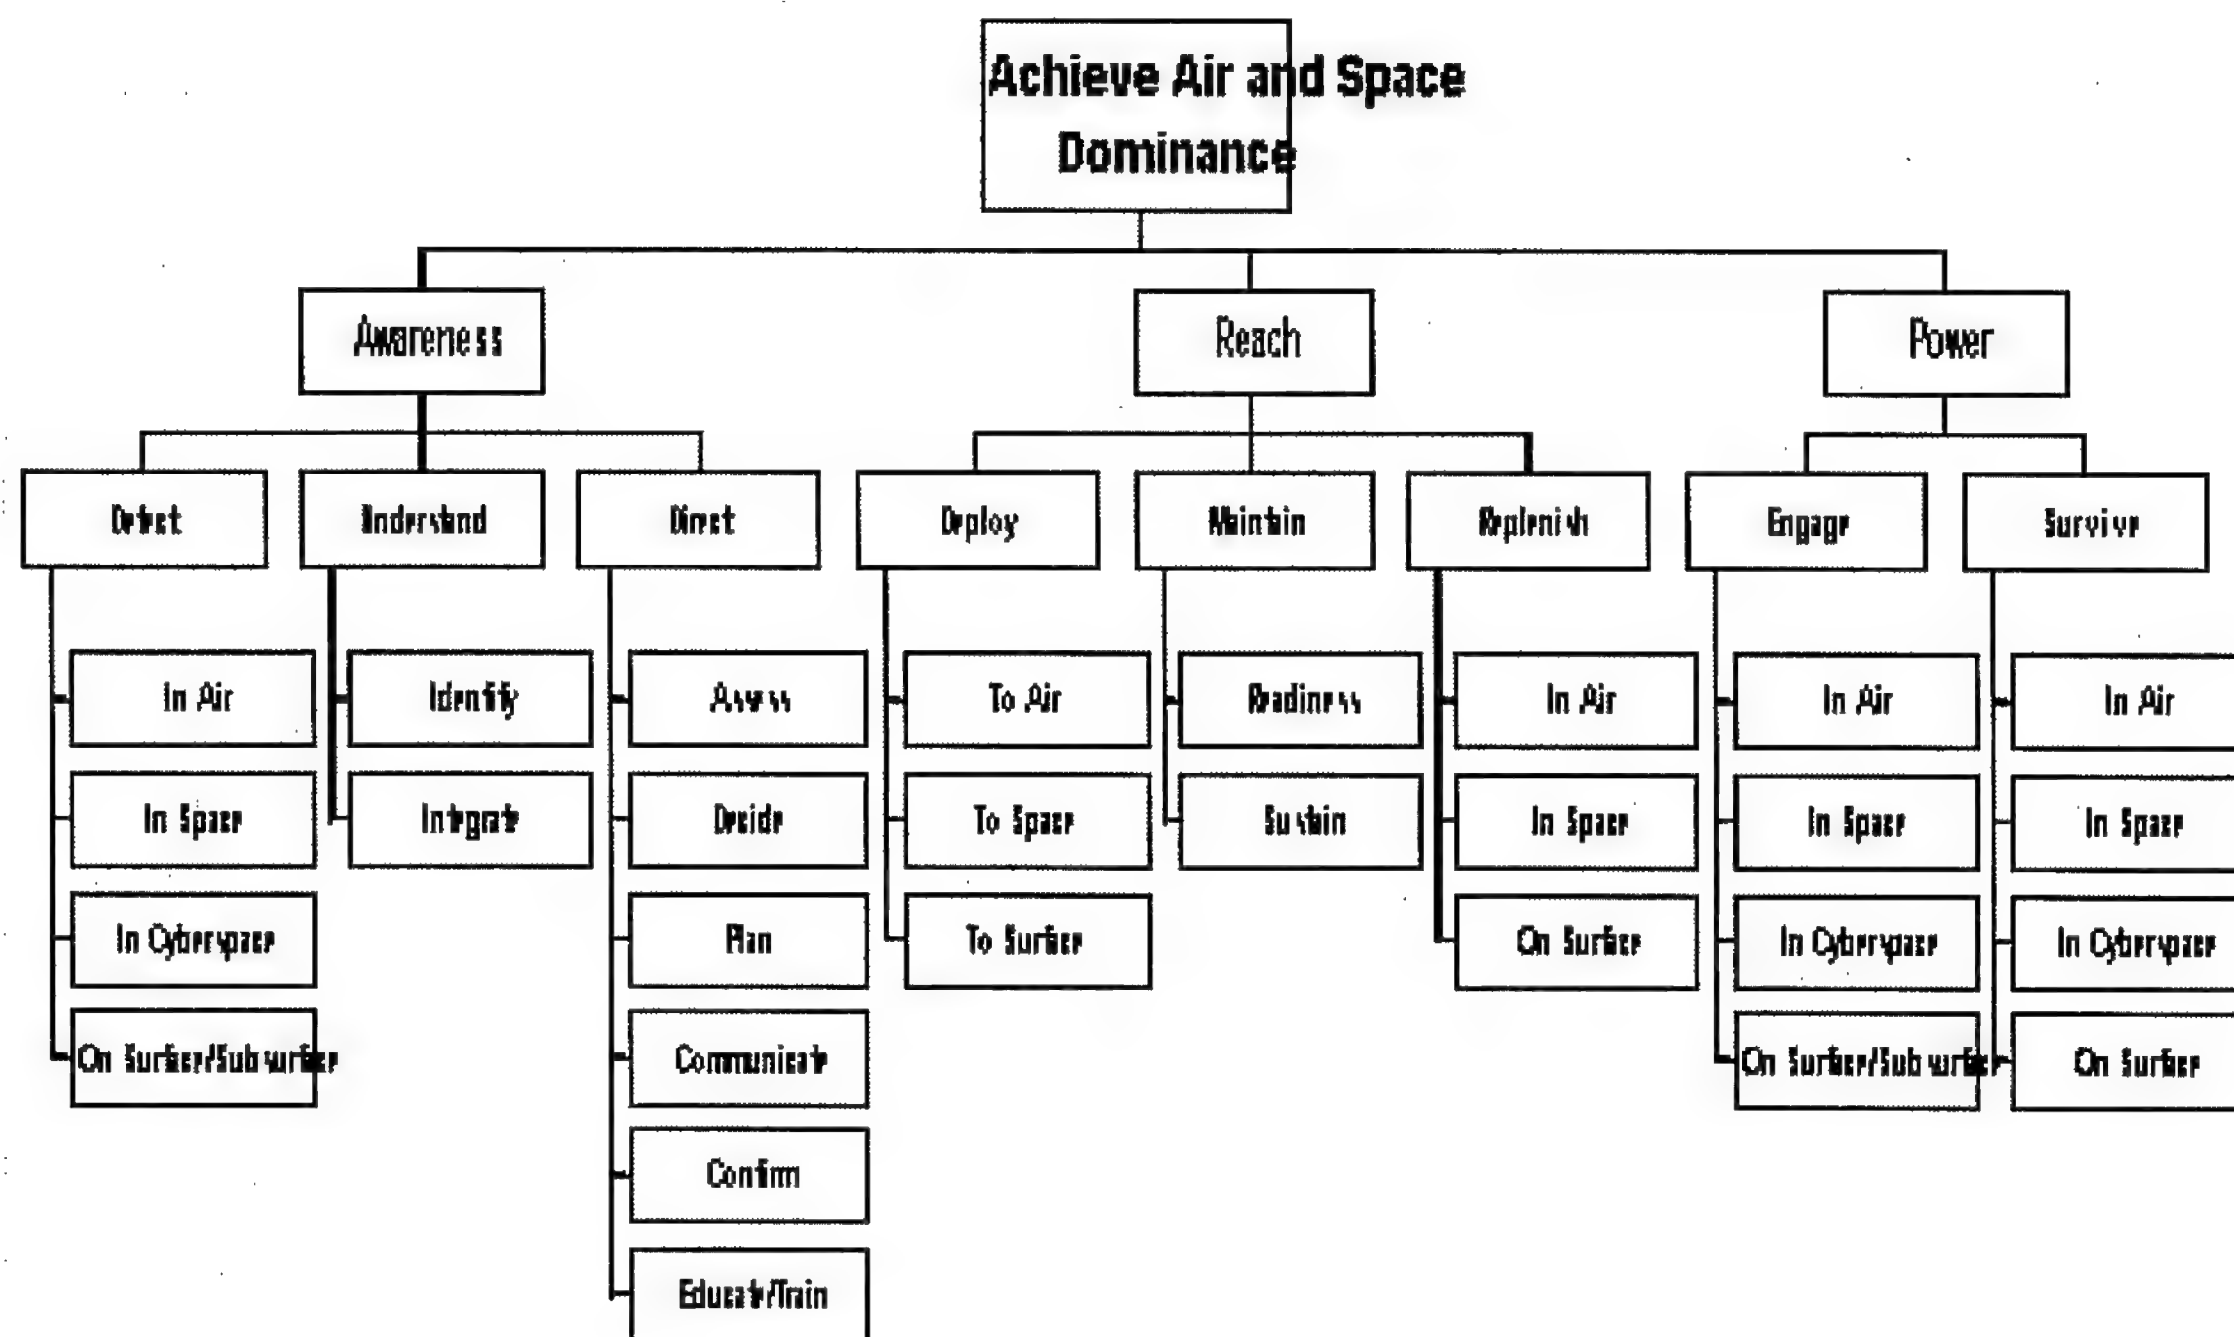 Achieve Air and Space
Dominance
Awareness
Reach
Power
Detect
Understand
Direct
Deploy
Maintain
Replenish
Engage
Survive
In Air
Identify
Assess
To Air
Readiness
In Air
In Air
In Air
In Space
Integrate
Decide
To Space
Sustain
In Space
In Space
In Space
In Cyberspace
Plan
To Surface
On Surface
In Cyberspace
In Cyberspace
On Surface/Subsurface
Communicate
On Surface/Subsurface
On Surface
Confirm
Educate/Train